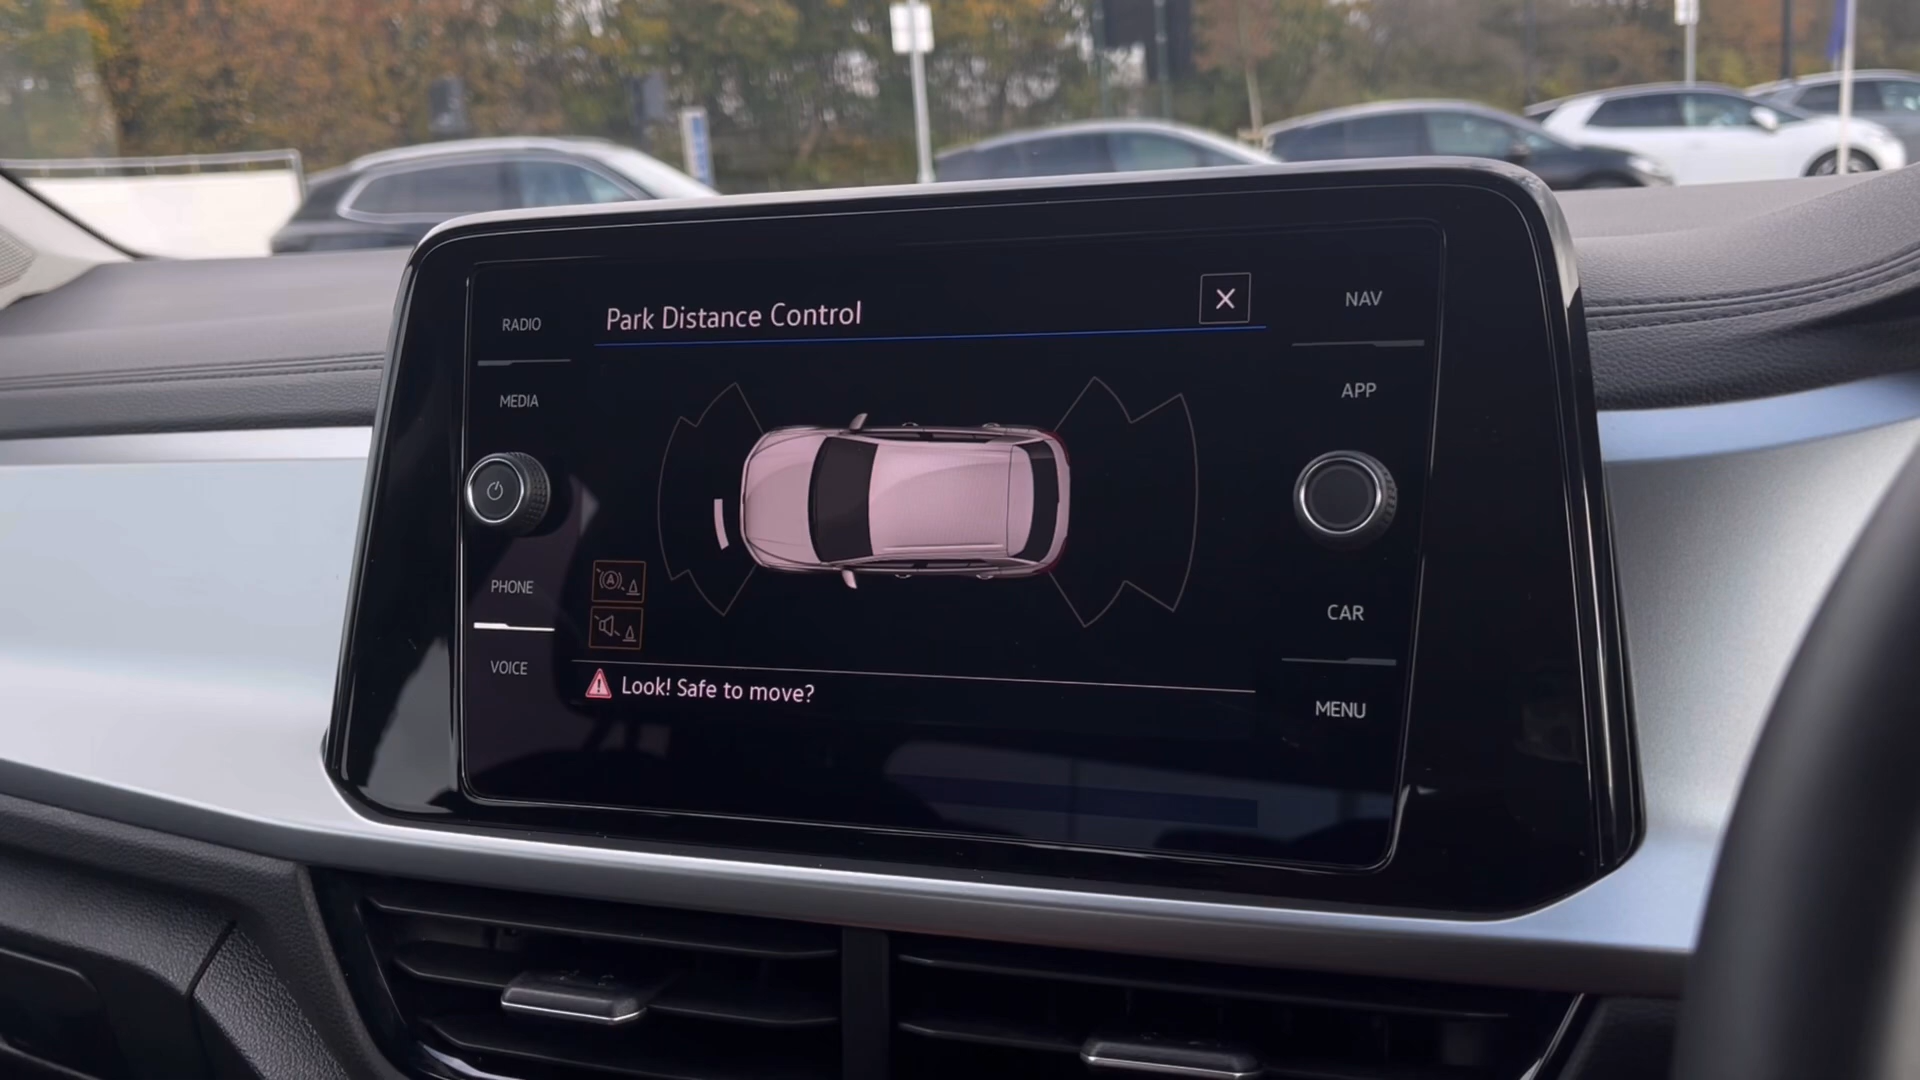 Park Distance Control
RADIO
MEDIA
PHONE
VOICE
NAV
APP
CAR
MENU
A
Look! Safe to move?